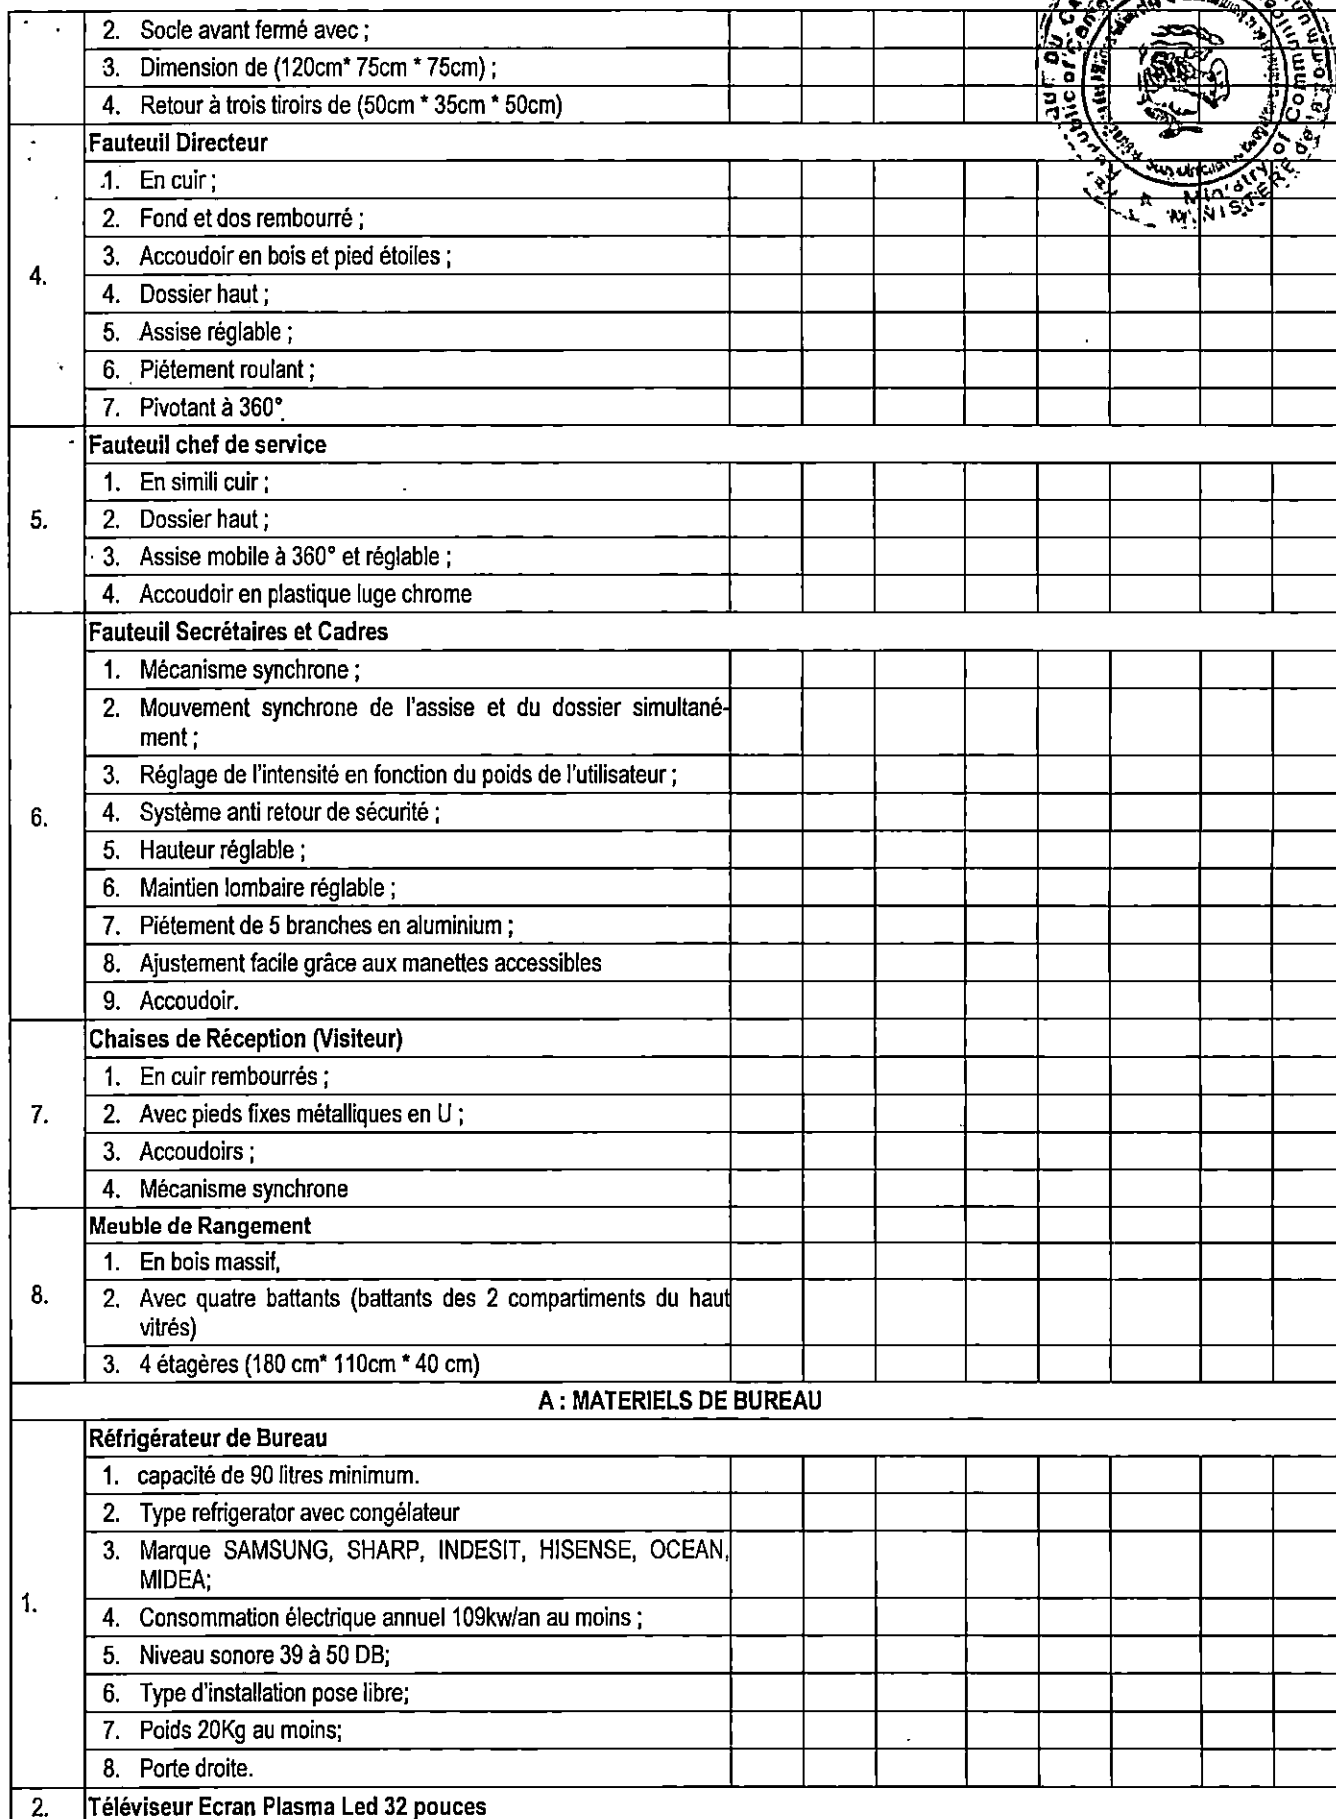 2. Socle avant fermé avec ;
3. Dimension de (120cm* 75cm * 75cm) ;
4. Retour à trois tiroirs de (50cm * 35cm * 50cm)
Fauteuil Directeur
1. En cuir ;
2. Fond et dos rembourré ;
3. Accoudoir en bois et pied étoiles ;
4.
4. Dossier haut ;
5. Assise réglable ;
6. Piétement roulant ;
7. Pivotant à 360°
Fauteuil chef de service
1. En simili cuir ;
5.
2. Dossier haut ;
3. Assise mobile à 360° et réglable ;
4. Accoudoir en plastique luge chrome
Fauteuil Secrétaires et Cadres
1. Mécanisme synchrone ;
2. Mouvement synchrone de l'assise et du dossier simultané-
ment ;
3. Réglage de l'intensité en fonction du poids de l'utilisateur ;
6.
4. Système anti retour de sécurité ;
5. Hauteur réglable ;
6. Maintien lombaire réglable ;
7. Piétement de 5 branches en aluminium ;
8. Ajustement facile grâce aux manettes accessibles
9. Accoudoir.
Chaises de Réception (Visiteur)
1. En cuir rembourrés ;
7.
2. Avec pieds fixes métalliques en U ;
3. Accoudoirs ;
4. Mécanisme synchrone
Meuble de Rangement
1. En bois massif,
8.
2. Avec quatre battants (battants des 2 compartiments du haut
vitrés)
3. 4 étagères (180 cm* 110cm * 40 cm)
A : MATERIELS DE BUREAU
Réfrigérateur de Bureau
1. capacité de 90 litres minimum.
2. Type refrigerator avec congélateur
3. Marque SAMSUNG, SHARP, INDESIT, HISENSE, OCEAN,
MIDEA;
1.
4. Consommation électrique annuel 109kw/an au moins ;
5. Niveau sonore 39 à 50 DB;
6. Type d'installation pose libre;
7. Poids 20Kg au moins;
8. Porte droite.
2.
Téléviseur Ecran Plasma Led 32 pouces
Republic of
Ministry of
MINISTERE